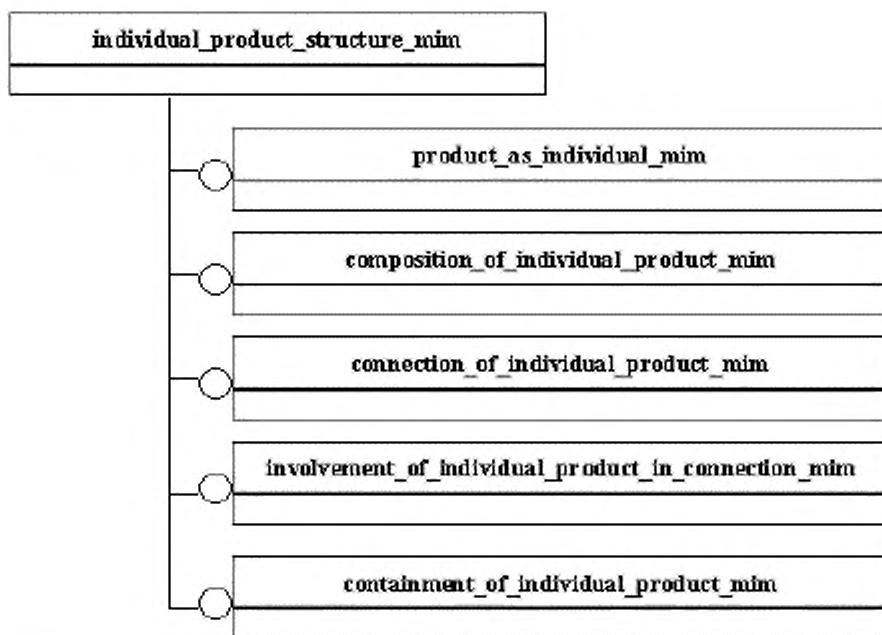 individual_product_structure_mim
product_as_individual_mim
composition_of_individual_product_mim
connection_of_individual_product_mim
involvement_of_individual_product_in_connection_mim
containment_of_individual_product_mim